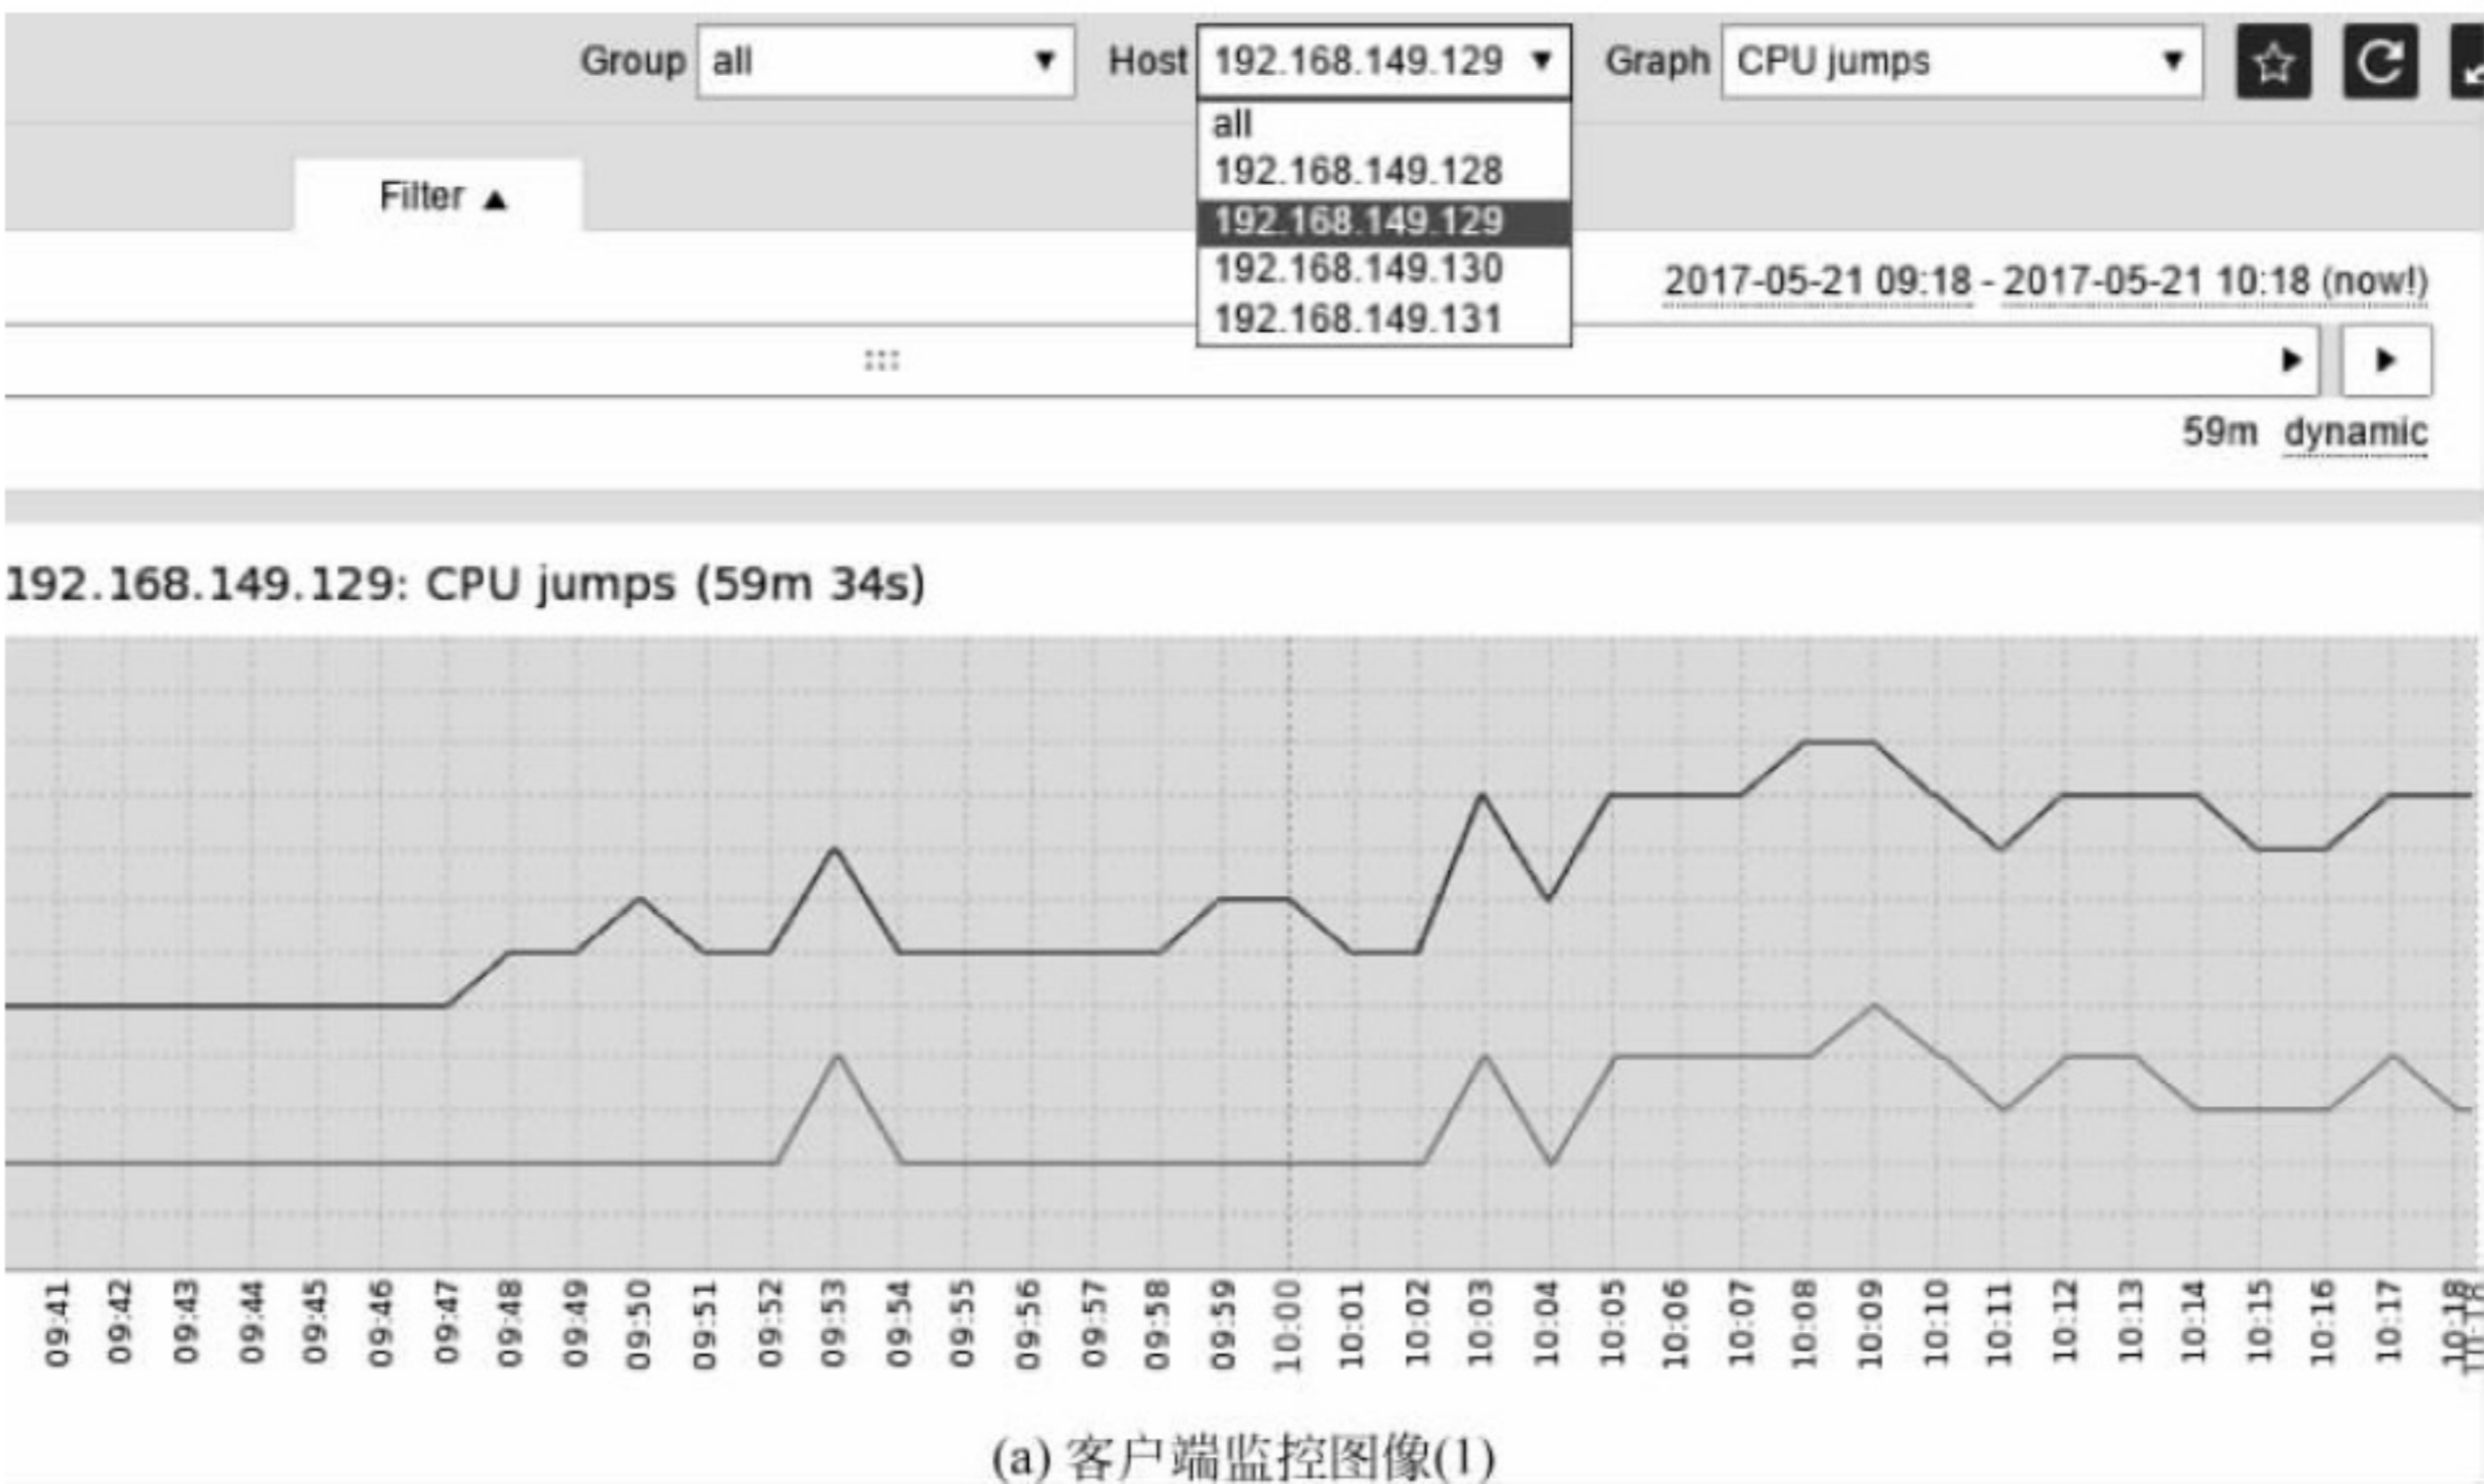 Group all Host 192.168.149.129 Graph CPU jumps
all
192.168.149.128
192.168.149.129
192.168.149.130
192.168.149.131
Filter
2017-05-21 09:18 - 2017-05-21 10:18 (now!)
59m dynamic
192.168.149.129: CPU jumps (59m 34s)
09:41 09:42 09:43 09:44 09:45 09:46 09:47 09:48 09:49 09:50 09:51 09:52 09:53 09:54 09:55 09:56 09:57 09:58 09:59 10:00 10:01 10:02 10:03 10:04 10:05 10:06 10:07 10:08 10:09 10:10 10:11 10:12 10:13 10:14 10:15 10:16 10:17 10:18
(a) 客户端监控图像(1)